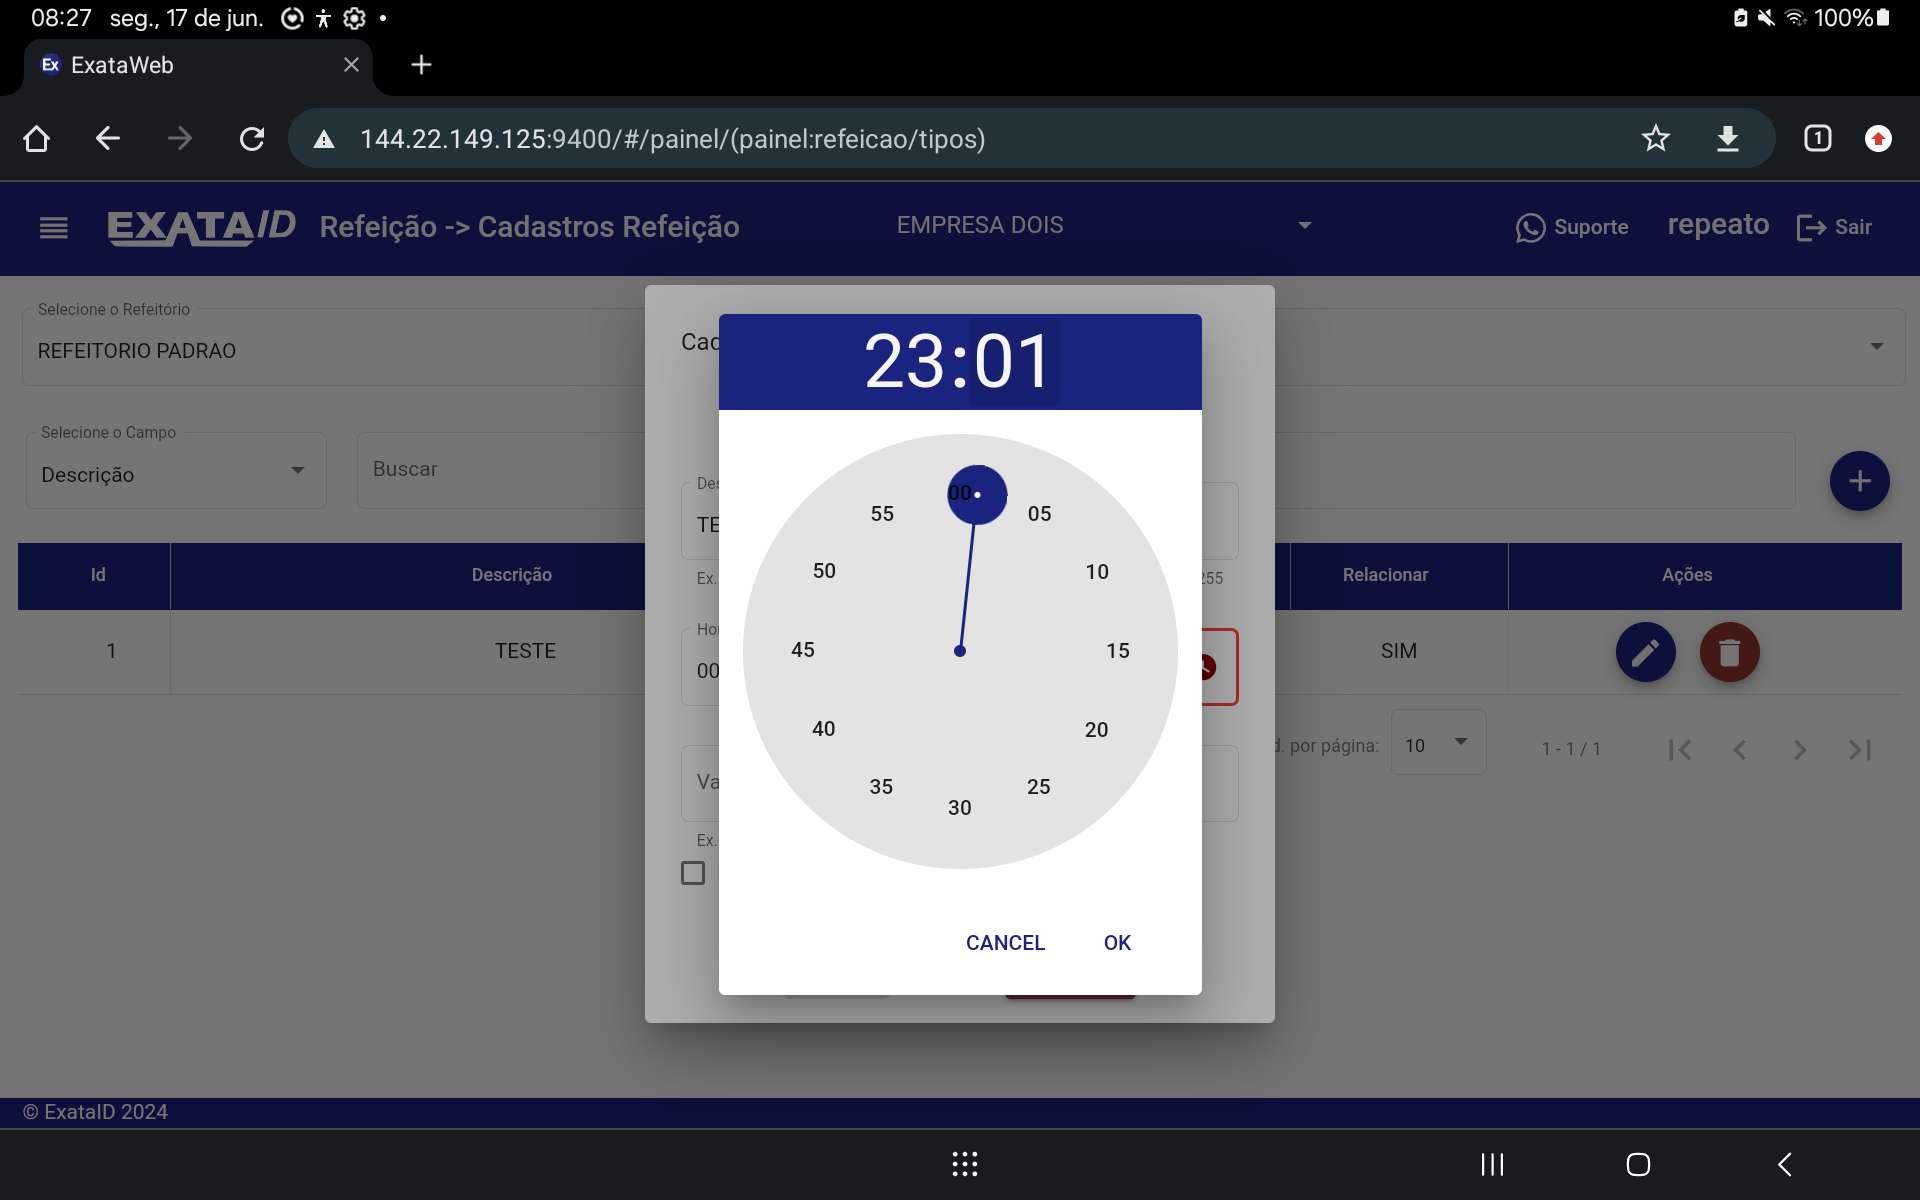 08:27 seg., 17 de jun.
100%
Ex ExataWeb
144.22.149.125:9400/#/painel/(painel:refeicao/tipos)
1
EXATAID Refeição -> Cadastros Refeição EMPRESA DOIS Suporte repeato Sair
Selecione o Refeitório
REFEITORIO PADRAO
Cad
23:01
Selecione o Campo
Descrição
Buscar
Des
TE
Ex.
255
00
05
10
15
20
25
30
35
40
45
50
55
Id Descrição Relacionar Ações
1 TESTE SIM
Hor
00
d. por página: 10 1 - 1 / 1
Va
Ex.
CANCEL OK
© ExataID 2024